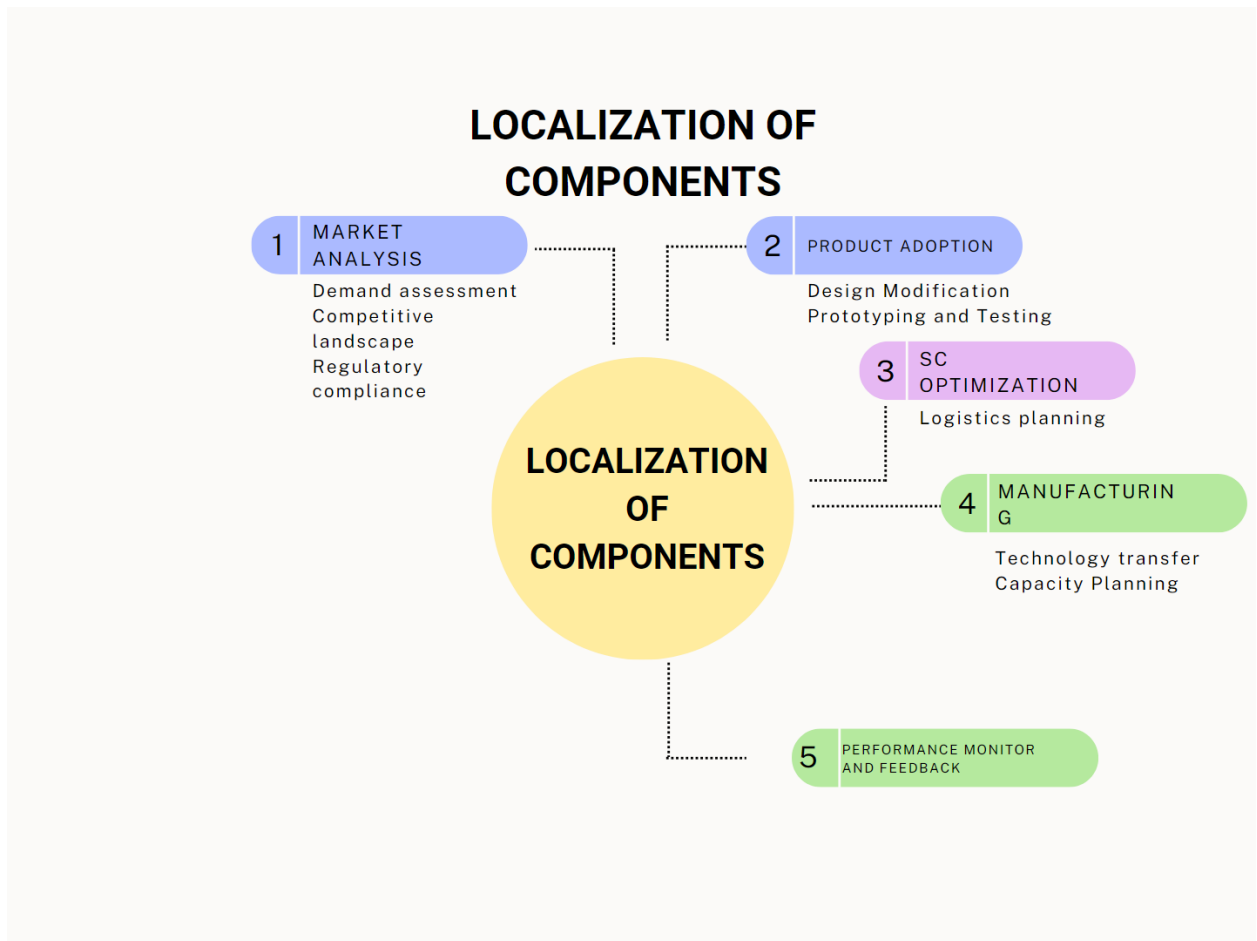 LOCALIZATION OF
COMPONENTS
1
MARKET
ANALYSIS
Demand assessment
Competitive
landscape
Regulatory
compliance
2
PRODUCT ADOPTION
Design Modification
Prototyping and Testing
3
SC
OPTIMIZATION
Logistics planning
LOCALIZATION
OF
COMPONENTS
4
MANUFACTURIN
G
Technology transfer
Capacity Planning
5
PERFORMANCE MONITOR
AND FEEDBACK